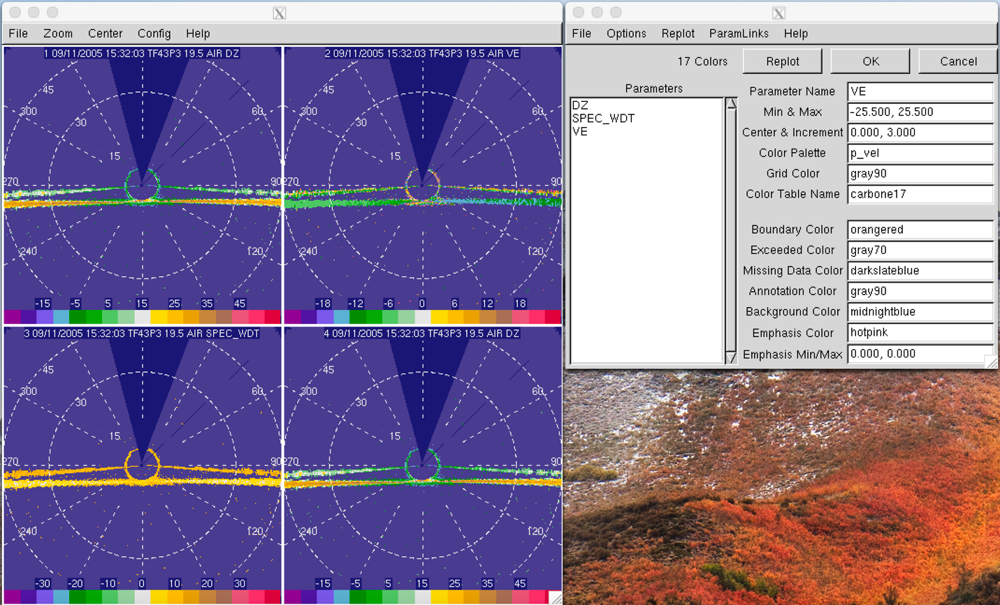 File Zoom Center Config Help
1 09/11/2005 15:32:03 TF43P3 19.5 AIR DZ
45
300
60
30
15
270
90
240
120
-15 -5 5 15 25 35 45
2 09/11/2005 15:32:03 TF43P3 19.5 AIR VE
45
300
60
30
15
270
90
240
120
-18 -12 -6 0 6 12 18
3 09/11/2005 15:32:03 TF43P3 19.5 AIR SPEC_WDT
45
300
60
30
15
270
90
240
120
-30 -20 -10 0 10 20 30
4 09/11/2005 15:32:03 TF43P3 19.5 AIR DZ
45
300
60
30
15
270
90
240
120
-15 -5 5 15 25 35 45
File Options Replot ParamLinks Help
17 Colors Replot OK Cancel
Parameters
DZ
SPEC_WDT
VE
Parameter Name VE
Min & Max -25.500, 25.500
Center & Increment 0.000, 3.000
Color Palette p_vel
Grid Color gray90
Color Table Name carbone17
Boundary Color orangered
Exceeded Color gray70
Missing Data Color darkslateblue
Annotation Color gray90
Background Color midnightblue
Emphasis Color hotpink
Emphasis Min/Max 0.000, 0.000